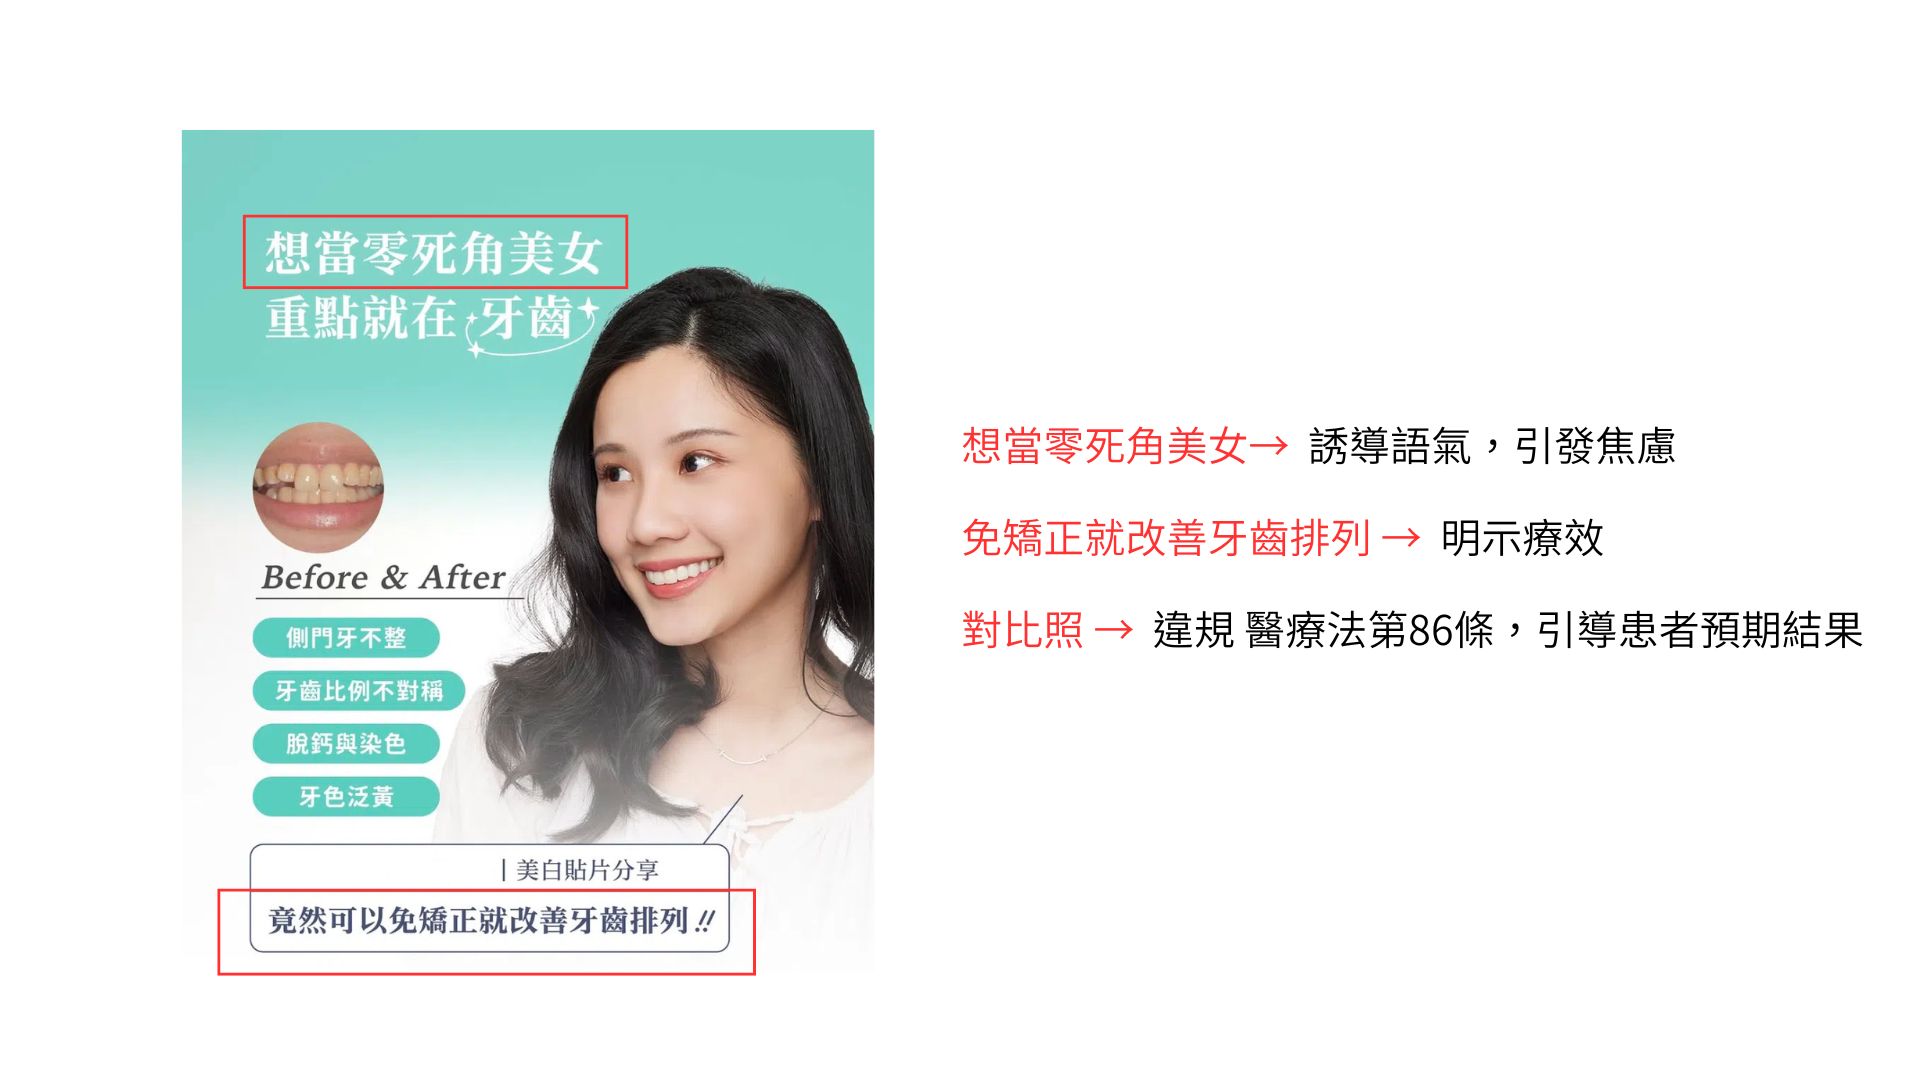 想當零死角美女
重點就在 牙齒
Before & After
側門牙不整
牙齒比例不對稱
脫鈣與染色
牙色泛黃
|美白貼片分享
竟然可以免矯正就改善牙齒排列!!
想當零死角美女→ 誘導語氣,引發焦慮
免矯正就改善牙齒排列 → 明示療效
對比照 → 違規 醫療法第86條,引導患者預期結果